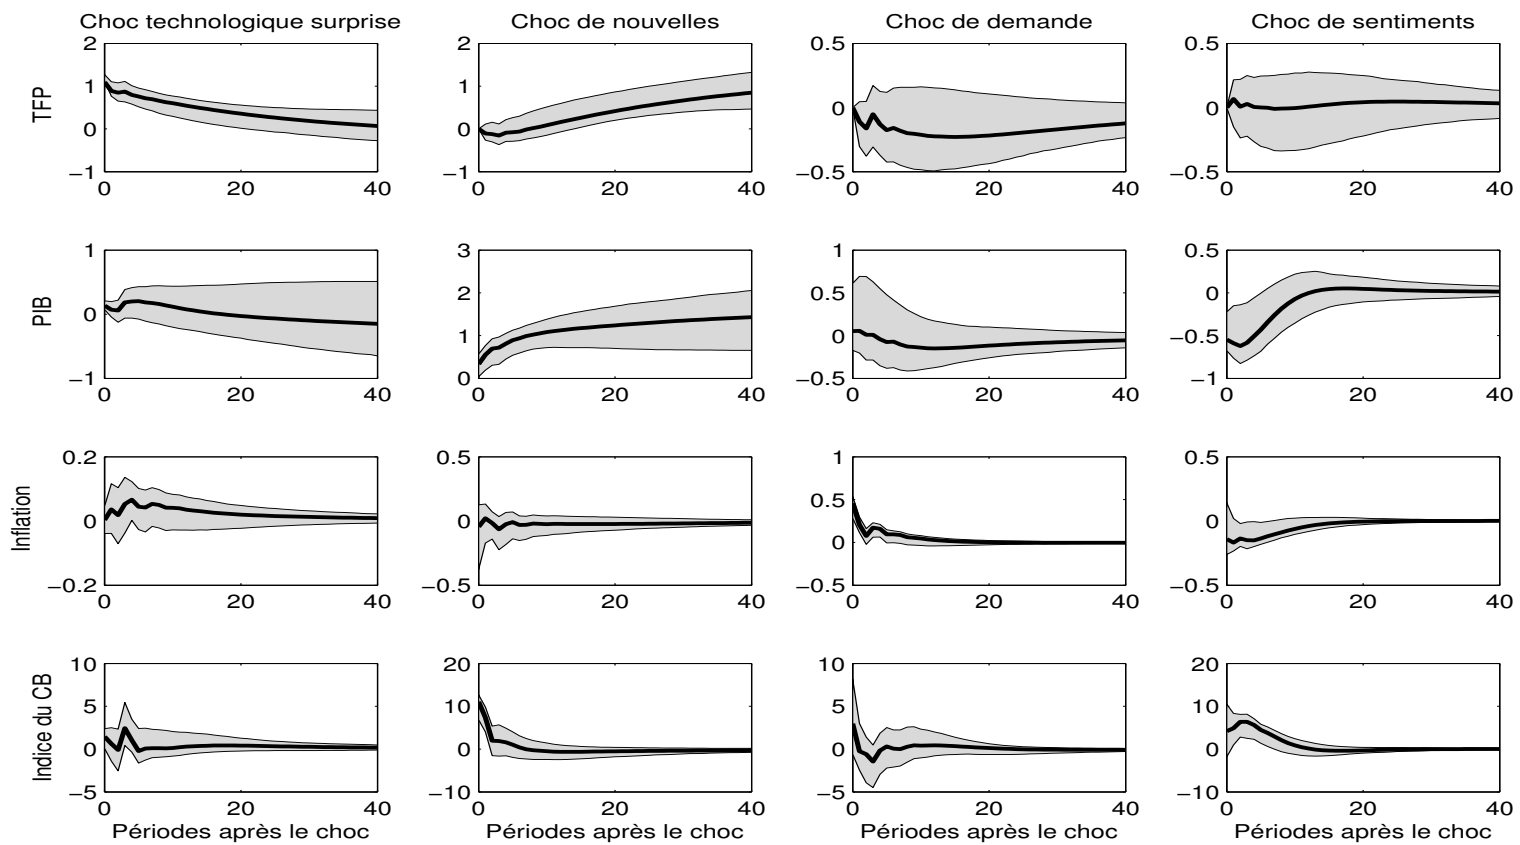 Choc technologique surprise Choc de nouvelles Choc de demande Choc de sentiments
2 2 0.5 0.5
1 1
TFP 0 0 0 0
−1 −1 −0.5 −0.5
0 20 40 0 20 40 0 20 40 0 20 40
1 3 1 0.5
2 0.5 0
PIB 0 1 0 −0.5
−1 0 −0.5 −1
0 20 40 0 20 40 0 20 40 0 20 40
0.2 0.5 1 0.5
0.5
Inflation 0 0 0 0
−0.2 −0.5 −0.5 −0.5
0 20 40 0 20 40 0 20 40 0 20 40
10 20 10 20
5 10 5 10
Indice du CB 0 0 0 0
−5 −10 −5 −10
0 20 40 0 20 40 0 20 40 0 20 40
Périodes après le choc Périodes après le choc Périodes après le choc Périodes après le choc